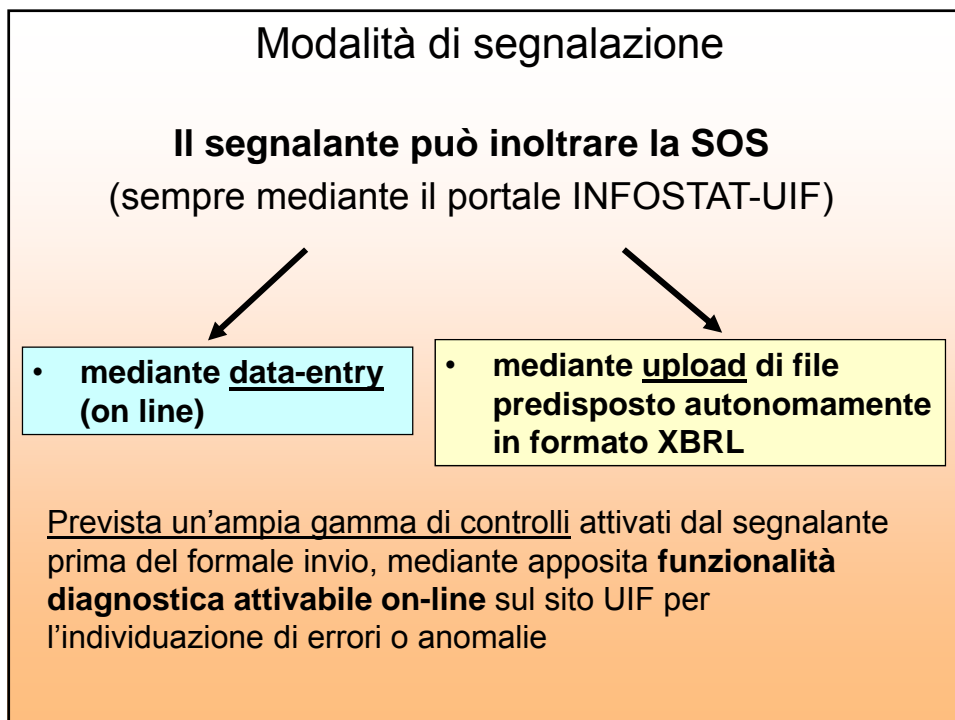 Modalità di segnalazione
Il segnalante può inoltrare la SOS
(sempre mediante il portale INFOSTAT-UIF)
• mediante data-entry
(on line)
• mediante upload di file
predisposto autonomamente
in formato XBRL
Prevista un’ampia gamma di controlli attivati dal segnalante
prima del formale invio, mediante apposita funzionalità
diagnostica attivabile on-line sul sito UIF per
l’individuazione di errori o anomalie